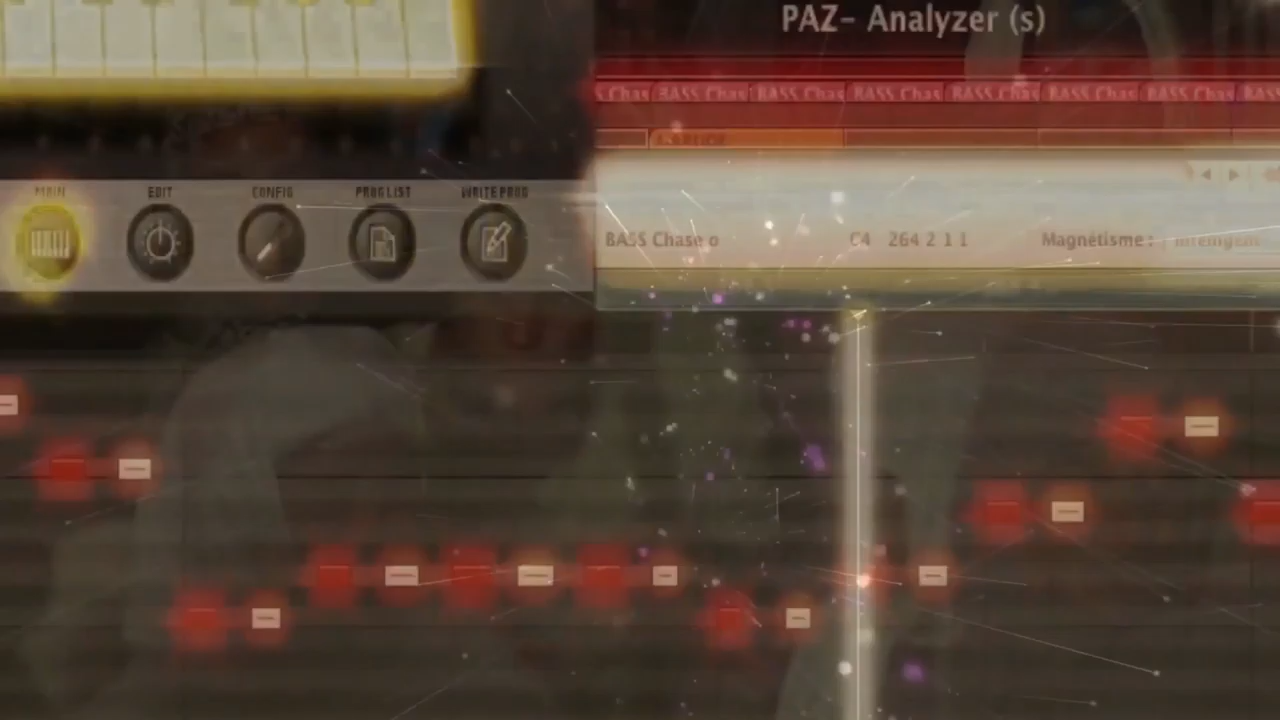 PAZ- Analyzer (s)
s Chas BASS Chas BASS Chas BASS Chas BASS Chas BASS Chas BASS Chas BASS
MAIN EDIT CONFIG PROG LIST WRITE PROG
BASS Chase o C4 264 2 1 1 Magnétisme :